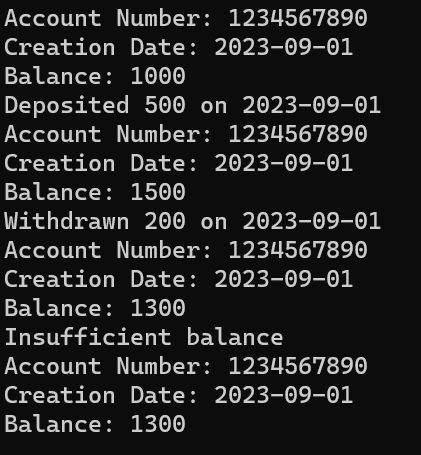 Account Number: 1234567890
Creation Date: 2023-09-01
Balance: 1000
Deposited 500 on 2023-09-01
Account Number: 1234567890
Creation Date: 2023-09-01
Balance: 1500
Withdrawn 200 on 2023-09-01
Account Number: 1234567890
Creation Date: 2023-09-01
Balance: 1300
Insufficient balance
Account Number: 1234567890
Creation Date: 2023-09-01
Balance: 1300